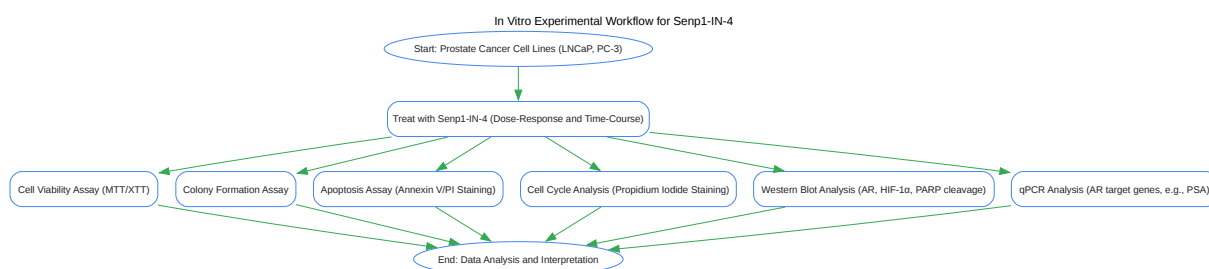 In Vitro Experimental Workflow for Senp1-IN-4
Start: Prostate Cancer Cell Lines (LNCaP, PC-3)
Treat with Senp1-IN-4 (Dose-Response and Time-Course)
Cell Viability Assay (MTT/XTT)
Colony Formation Assay
Apoptosis Assay (Annexin V/PI Staining)
Cell Cycle Analysis (Propidium Iodide Staining)
Western Blot Analysis (AR, HIF-1α, PARP cleavage)
qPCR Analysis (AR target genes, e.g., PSA)
End: Data Analysis and Interpretation